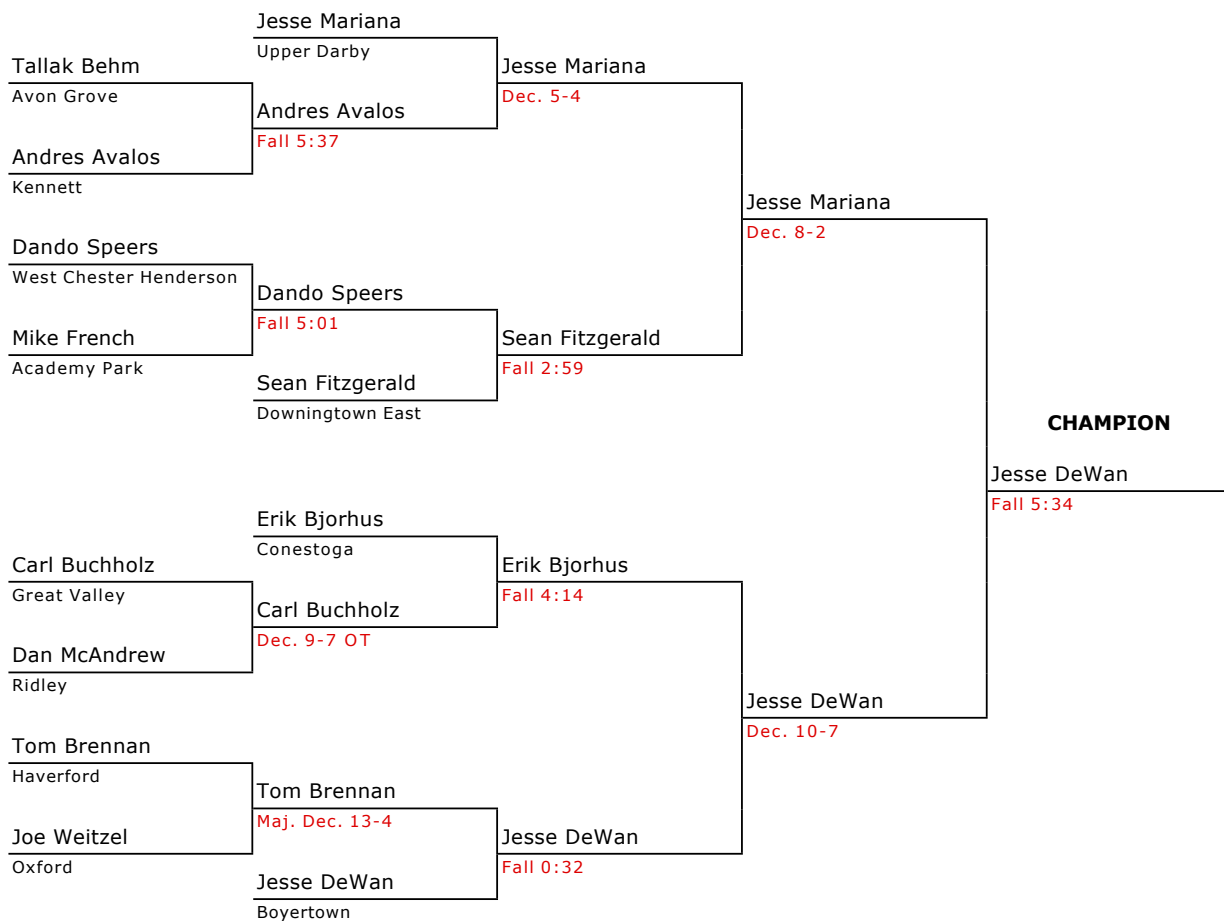 Jesse Mariana
Upper Darby
Tallak Behm
Avon Grove
Jesse Mariana
Dec. 5-4
Andres Avalos
Fall 5:37
Andres Avalos
Kennett
Jesse Mariana
Dec. 8-2
Dando Speers
West Chester Henderson
Dando Speers
Fall 5:01
Mike French
Academy Park
Sean Fitzgerald
Fall 2:59
Sean Fitzgerald
Downingtown East
CHAMPION
Jesse DeWan
Fall 5:34
Erik Bjorhus
Conestoga
Carl Buchholz
Great Valley
Erik Bjorhus
Fall 4:14
Carl Buchholz
Dec. 9-7 OT
Dan McAndrew
Ridley
Jesse DeWan
Dec. 10-7
Tom Brennan
Haverford
Tom Brennan
Maj. Dec. 13-4
Joe Weitzel
Oxford
Jesse DeWan
Fall 0:32
Jesse DeWan
Boyertown